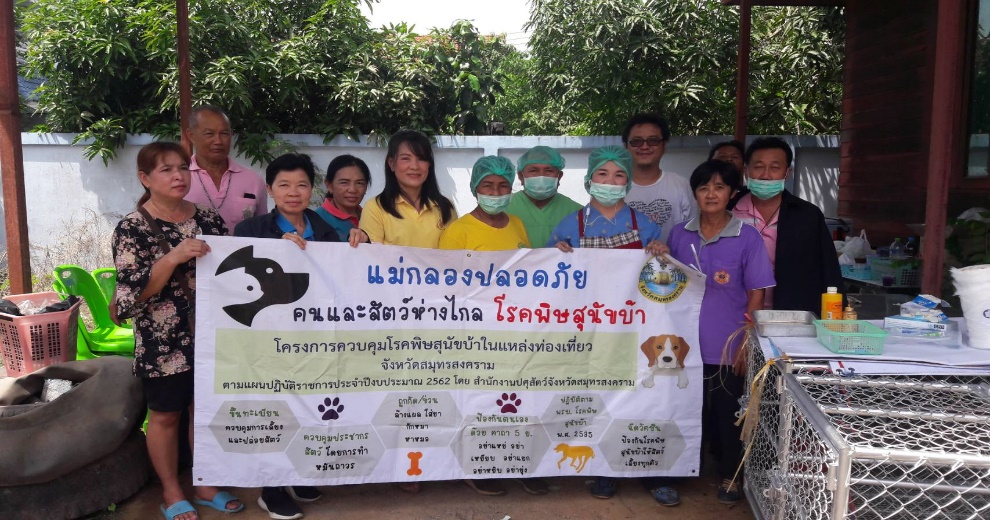 แม่กลองปลอดภัย
คนและสัตว์ห่างไกล โรคพิษสุนัขบ้า
โครงการควบคุมโรคพิษสุนัขบ้าในแหล่งท่องเที่ยว
จังหวัดสมุทรสงคราม
ตามแผนปฏิบัติราชการประจำปีงบประมาณ 2562 โดย สำนักงานปศุสัตว์จังหวัดสมุทรสงคราม
ขึ้นทะเบียน
ควบคุมการเลี้ยง
และปล่อยสัตว์
ควบคุมประชากร
สัตว์ โดยการทำ
หมันถาวร
ถูกกัด/ข่วน
ล้างแผล ใส่ยา
กักหมา
หาหมอ
ป้องกันตนเอง
ด้วย คาถา 5 ย.
อย่าแหย่ อย่า
เหยียบ อย่าแยก
อย่าหยิบ อย่ายุ่ง
ปฏิบัติตาม
พรบ. โรคพิษ
สุนัขบ้า
พ.ศ. 2535
ฉีดวัคซีน
ป้องกันโรคพิษ
สุนัขบ้าให้สัตว์
เลี้ยงทุกตัว